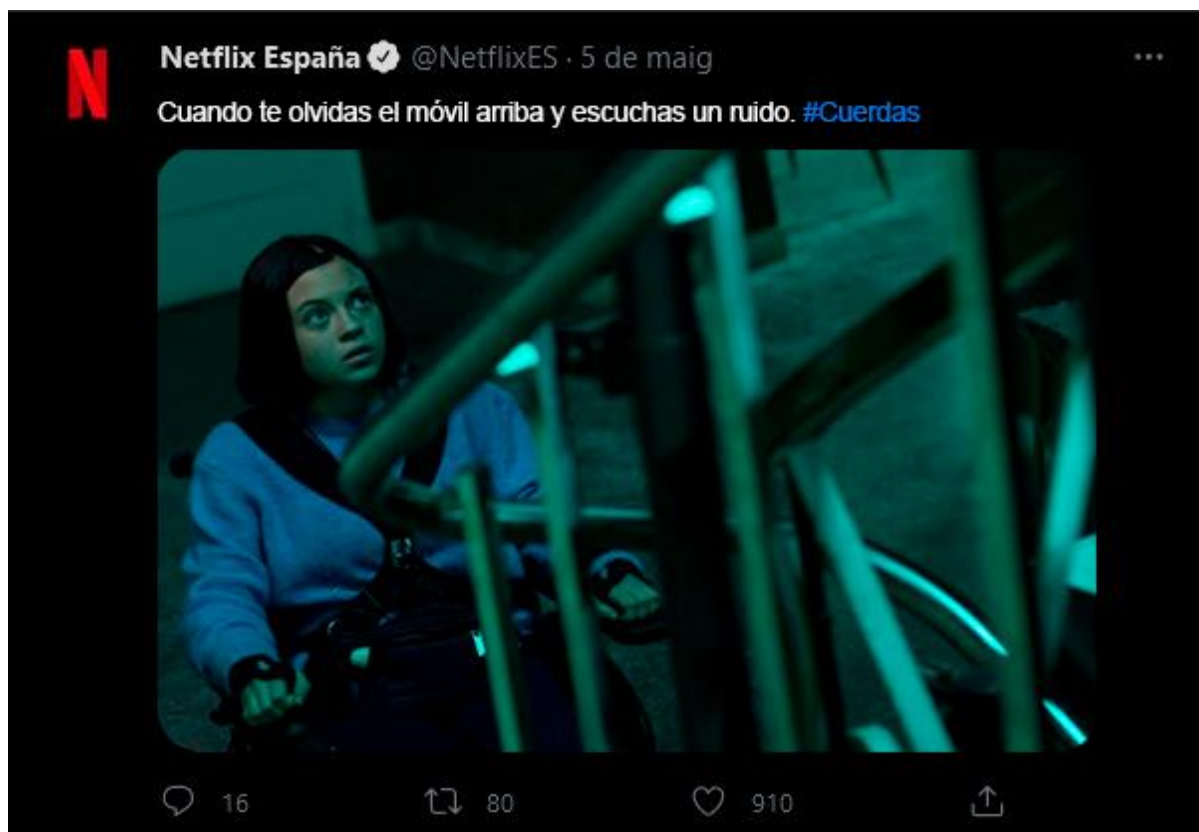 Netflix España @NetflixES · 5 de maig
Cuando te olvidas el móvil arriba y escuchas un ruido. #Cuerdas
16 80 910